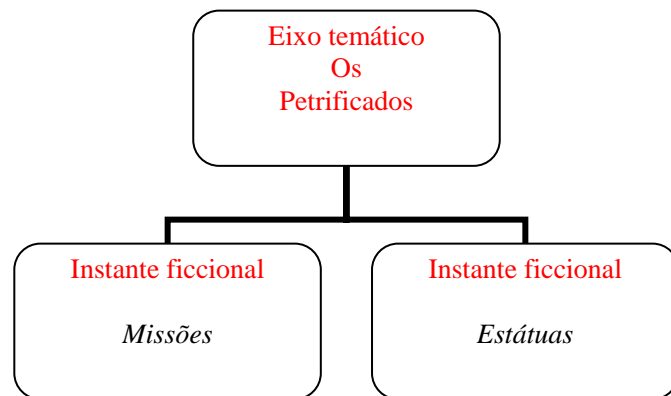 Eixo temático
Os
Petrificados
Instante ficcional
Missões
Instante ficcional
Estátuas